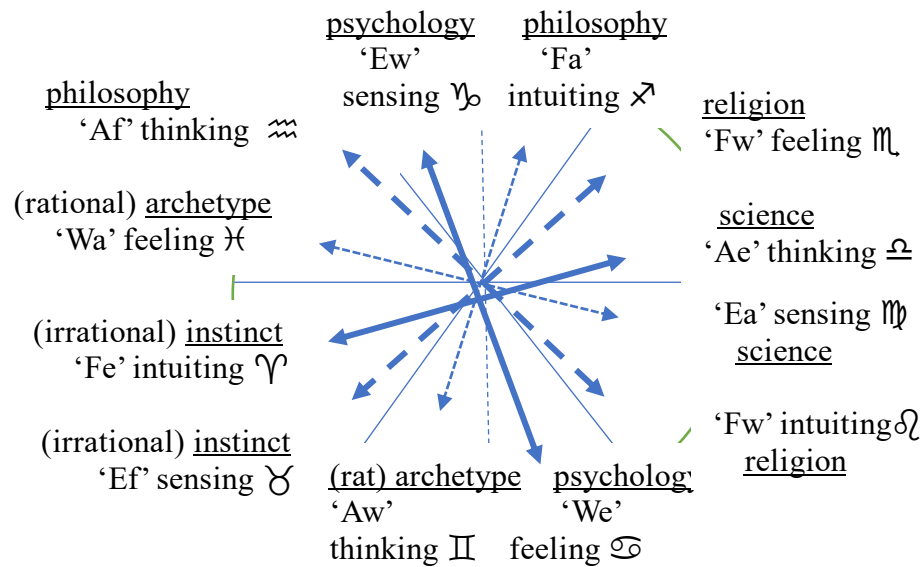 psychology
‘Ew’
sensing ♑
philosophy
‘Fa’
intuiting ♐
philosophy
‘Af’ thinking ♒
religion
‘Fw’ feeling ♏
(rational) archetype
‘Wa’ feeling ♓
science
‘Ae’ thinking ♎
‘Ea’ sensing ♍
science
(irrational) instinct
‘Fe’ intuiting ♈
(irrational) instinct
‘Ef’ sensing ♉
‘Fw’ intuiting♌
religion
(rat) archetype
‘Aw’
thinking ♊
psychology
‘We’
feeling ♋